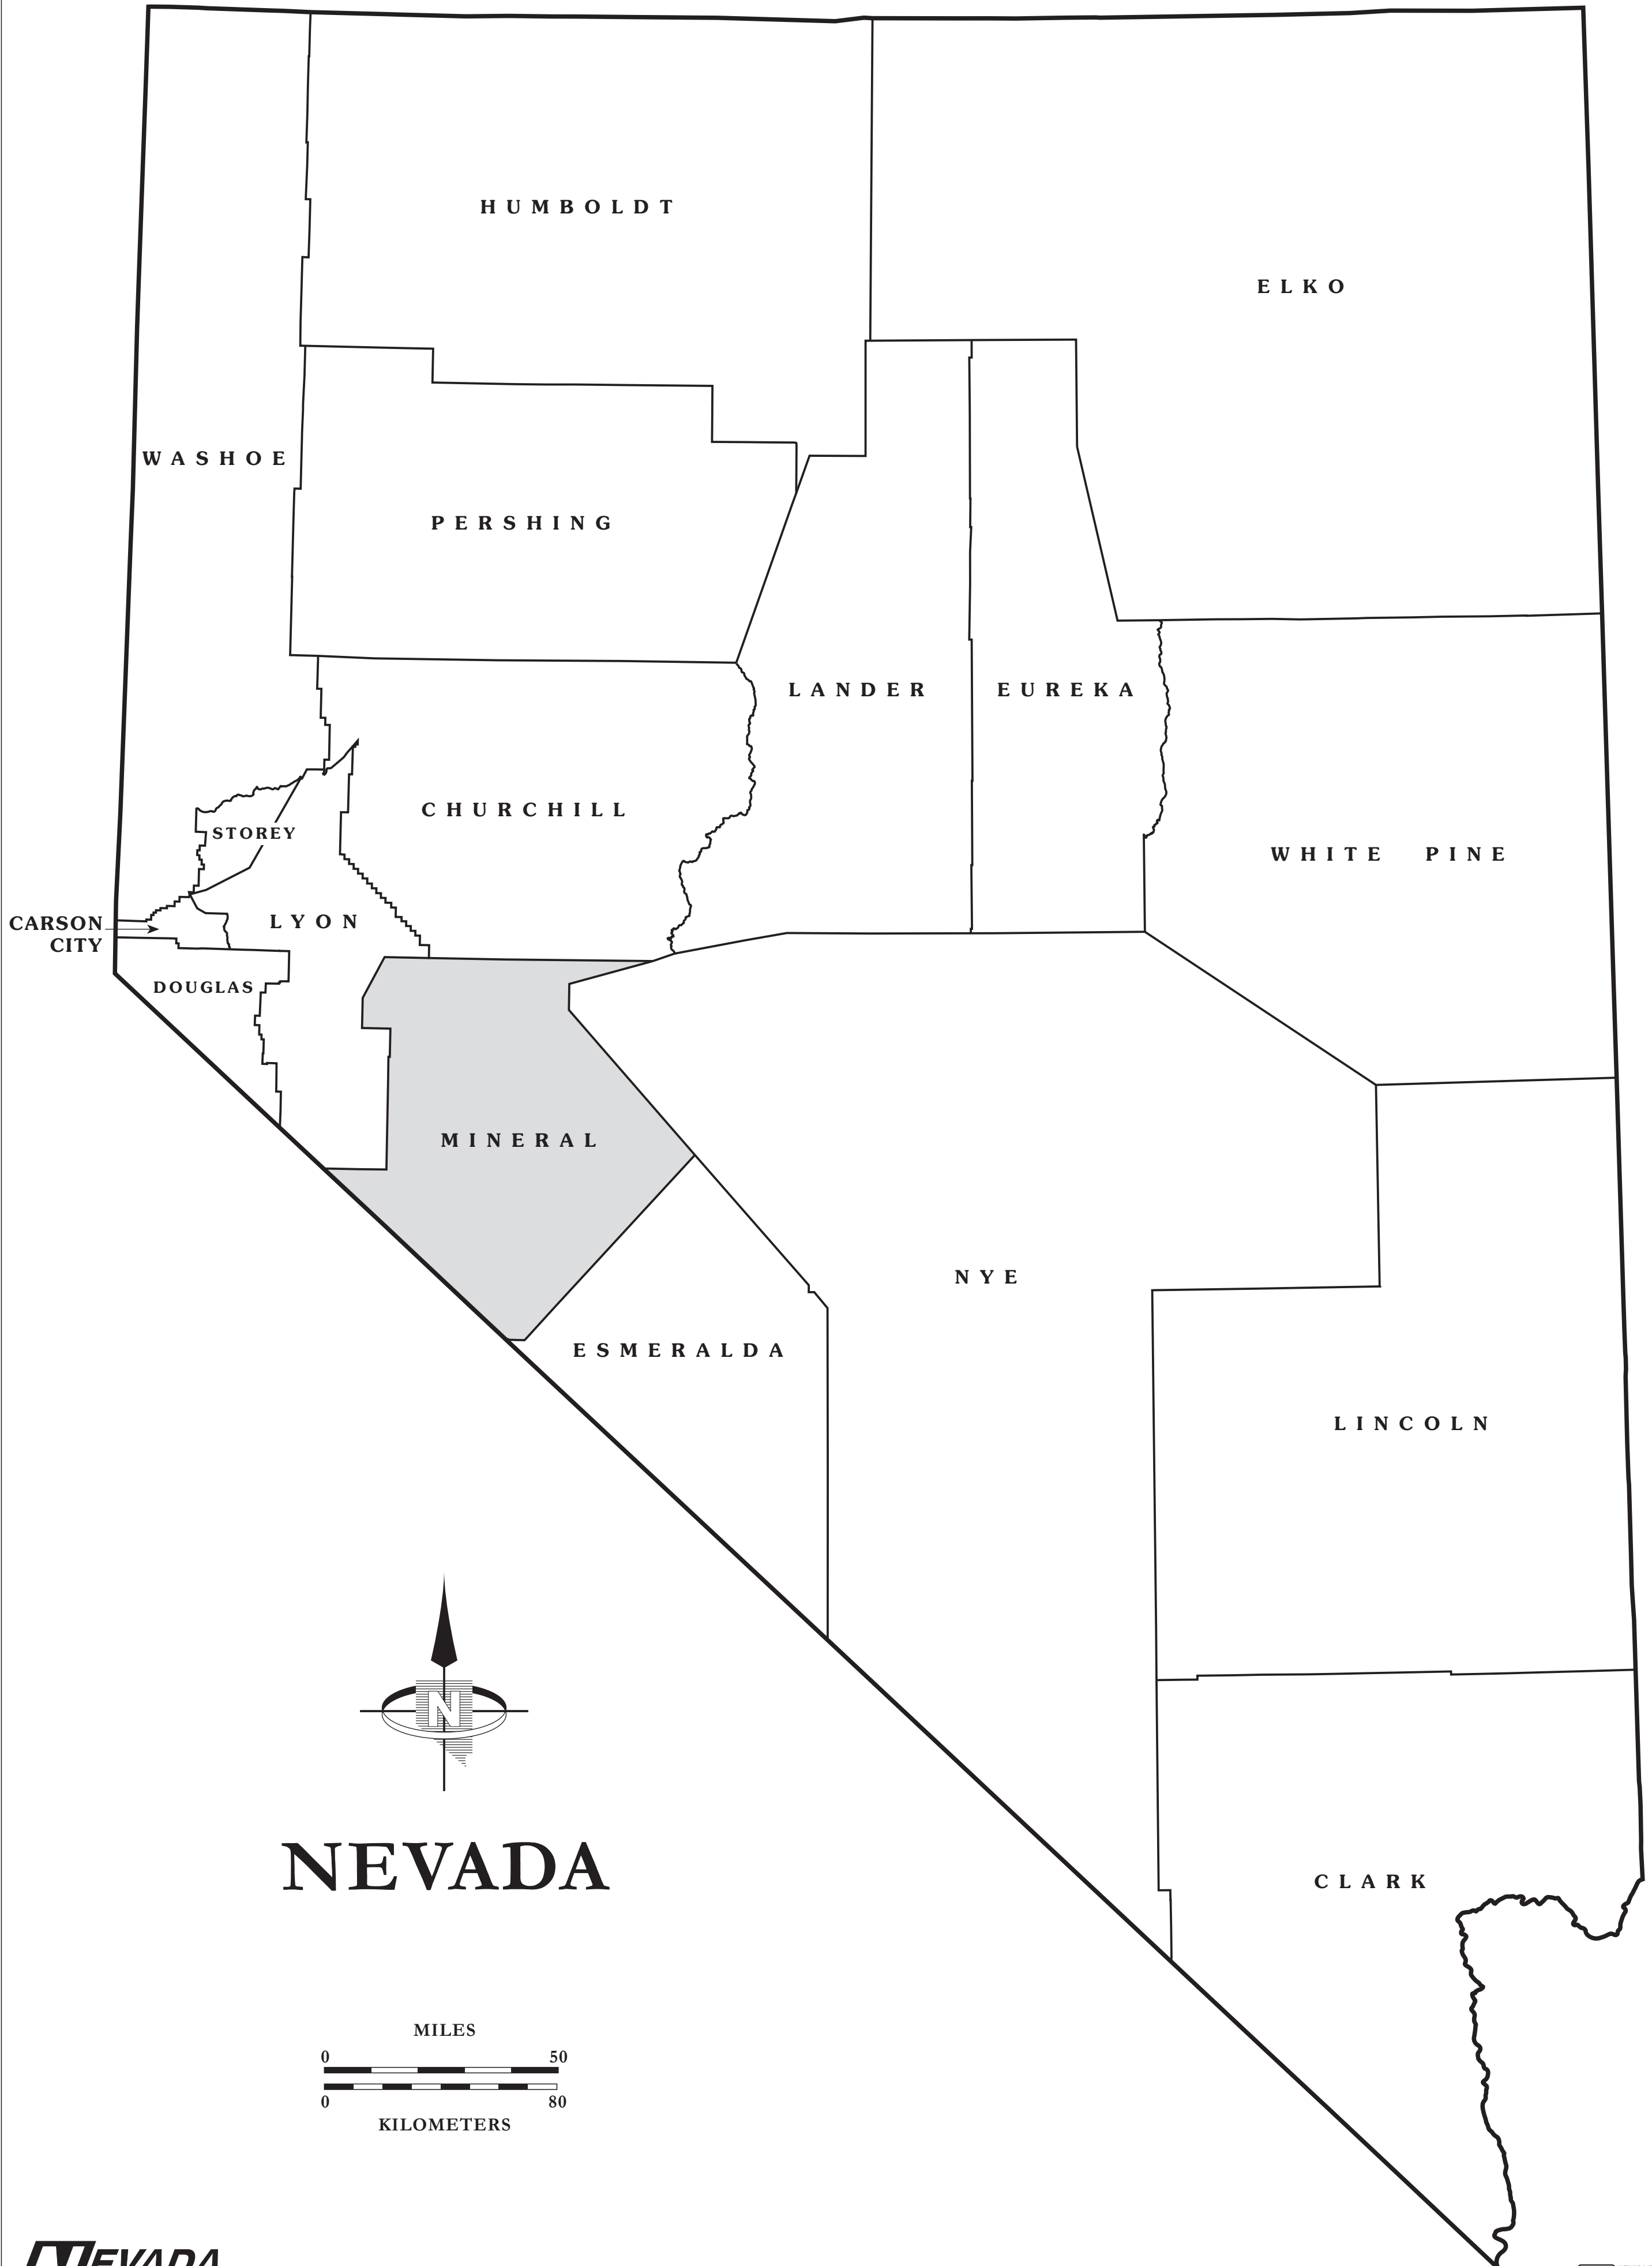 HUMBOLDT
ELKO
WASHOE
PERSHING
LANDER
EUREKA
CHURCHILL
STOREY
WHITE PINE
CARSON
CITY
LYON
DOUGLAS
MINERAL
NYE
ESMERALDA
LINCOLN
N
NEVADA
CLARK
MILES
0 50
0 80
KILOMETERS
NEVADA